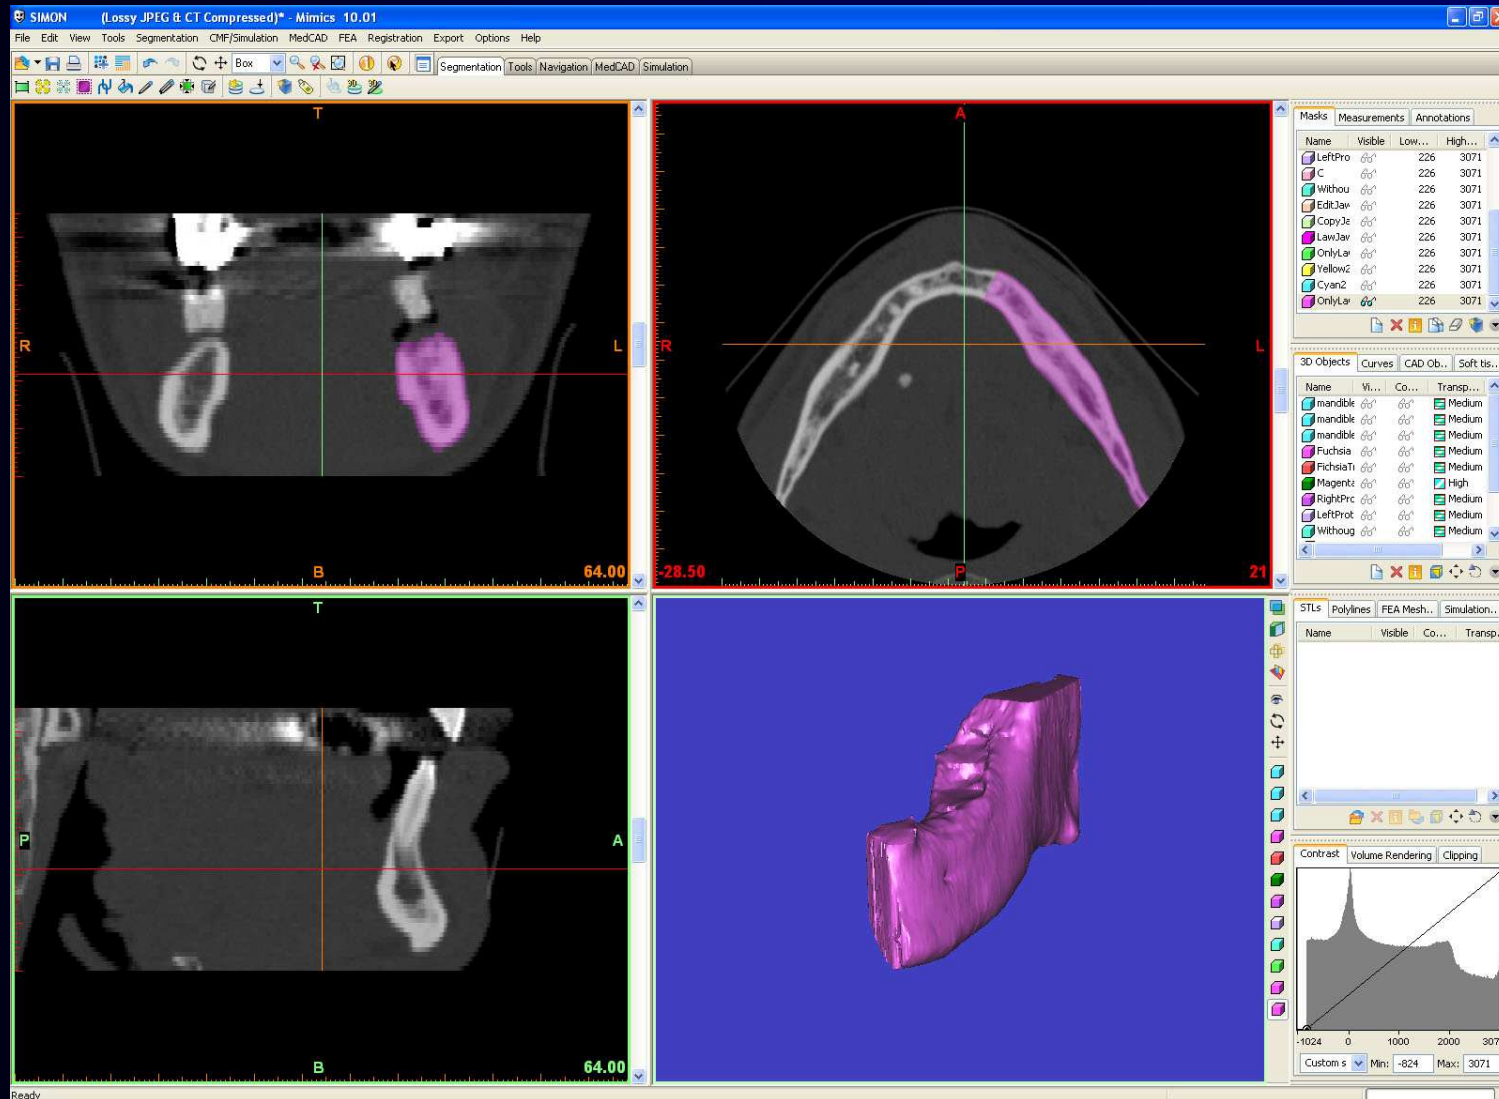 SIMON (Lossy JPEG & CT Compressed)* - Mimics 10.01
File Edit View Tools Segmentation CMF/Simulation MedCAD FEA Registration Export Options Help
Box Segmentation Tools Navigation MedCAD Simulation
T
R
L
B
64.00
A
R
L
-28.50
P
21
T
P
A
B
64.00
Masks Measurements Annotations
Name Visible Low... High...
LeftPro 226 3071
C 226 3071
Withou 226 3071
EditJaw 226 3071
CopyJa 226 3071
LawJaw 226 3071
OnlyLa 226 3071
Yellow2 226 3071
Cyan2 226 3071
OnlyLa 226 3071
3D Objects Curves CAD Ob.. Soft tis..
Name Vi... Co... Transp...
mandible Medium
mandible Medium
mandible Medium
Fuchsia Medium
FichsiaTi Medium
Magenta High
RightPrc Medium
LeftProt Medium
Withoug Medium
STLs Polylines FEA Mesh.. Simulation..
Name Visible Co... Transp.
Contrast Volume Rendering Clipping
-1024 0 1000 2000 307
Custom s Min: -824 Max: 3071
Ready